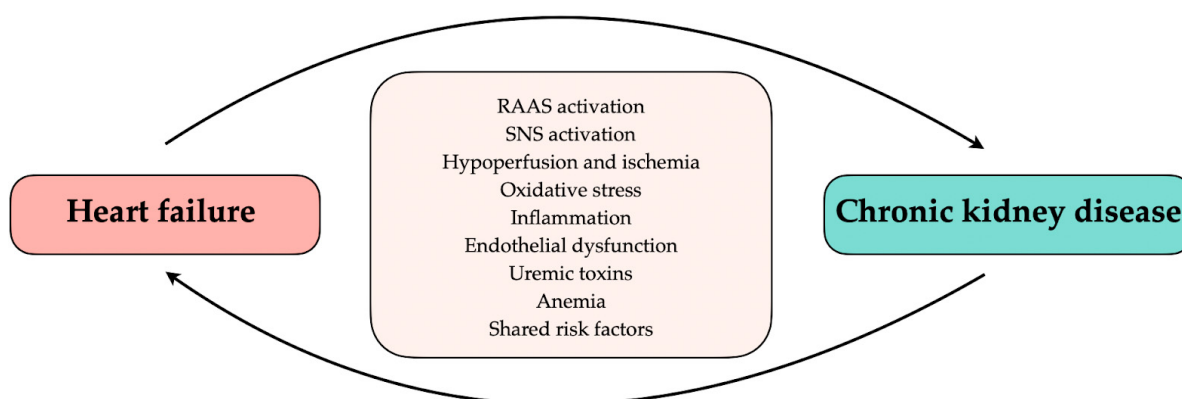 Heart failure
RAAS activation
SNS activation
Hypoperfusion and ischemia
Oxidative stress
Inflammation
Endothelial dysfunction
Uremic toxins
Anemia
Shared risk factors
Chronic kidney disease